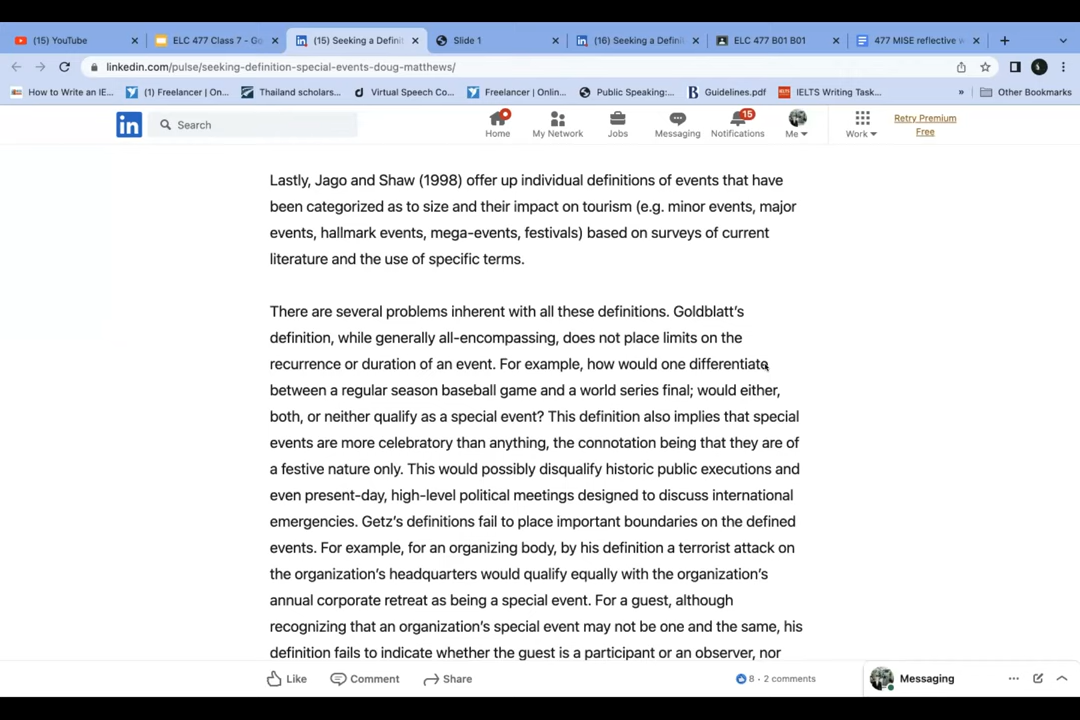 (15) YouTube
ELC 477 Class 7 - Go
(15) Seeking a Definit
Slide 1
(16) Seeking a Defini
ELC 477 B01 B01
477 MISE reflective w
linkedin.com/pulse/seeking-definition-special-events-doug-matthews/
How to Write an IE...
(1) Freelancer | On...
Thailand scholars...
Virtual Speech Co...
Freelancer | Onlin...
Public Speaking:...
Guidelines.pdf
IELTS Writing Task...
»
Other Bookmarks
in
Search
Home
My Network
Jobs
Messaging
15
Notifications
Me
Work
Retry Premium
Free
Lastly, Jago and Shaw (1998) offer up individual definitions of events that have
been categorized as to size and their impact on tourism (e.g. minor events, major
events, hallmark events, mega-events, festivals) based on surveys of current
literature and the use of specific terms.
There are several problems inherent with all these definitions. Goldblatt’s
definition, while generally all-encompassing, does not place limits on the
recurrence or duration of an event. For example, how would one differentiate
between a regular season baseball game and a world series final; would either,
both, or neither qualify as a special event? This definition also implies that special
events are more celebratory than anything, the connotation being that they are of
a festive nature only. This would possibly disqualify historic public executions and
even present-day, high-level political meetings designed to discuss international
emergencies. Getz’s definitions fail to place important boundaries on the defined
events. For example, for an organizing body, by his definition a terrorist attack on
the organization’s headquarters would qualify equally with the organization’s
annual corporate retreat as being a special event. For a guest, although
recognizing that an organization’s special event may not be one and the same, his
definition fails to indicate whether the guest is a participant or an observer, nor
Like
Comment
Share
8 · 2 comments
Messaging